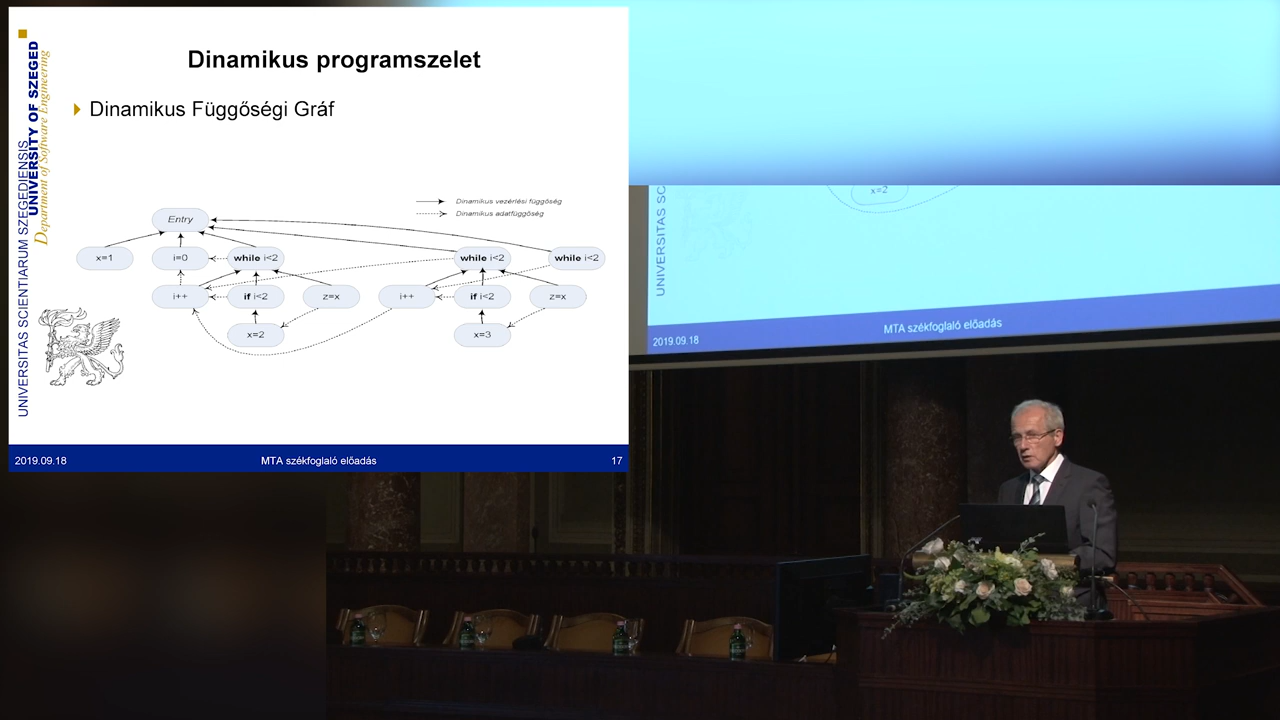 Dinamikus programszelet
Dinamikus Függőségi Gráf
UNIVERSITAS SCIENTIARUM SZEGEDIENSIS
UNIVERSITY OF SZEGED
Department of Software Engineering
Dinamikus vezérlési függőség
Dinamikus adatfüggőség
Entry
x=1
i=0
while i<2
while i<2
while i<2
i++
if i<2
z=x
i++
if i<2
z=x
x=2
x=3
2019.09.18
MTA székfoglaló előadás
17
x=2
UNIVERSITAS SC
2019.09.18
MTA székfoglaló előadás